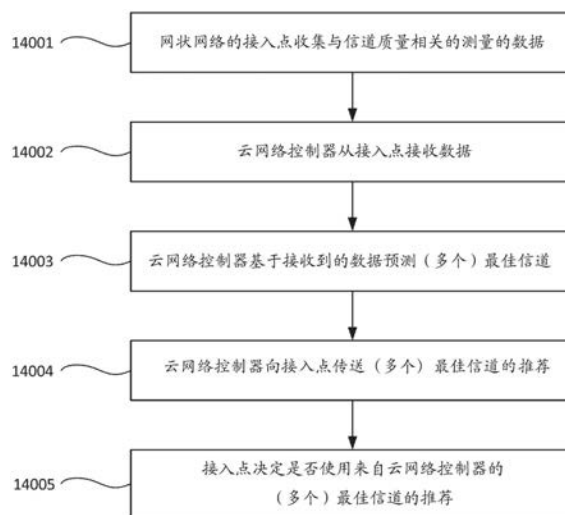 14001
网状网络的接入点收集与信道质量相关的测量的数据
14002
云网络控制器从接入点接收数据
14003
云网络控制器基于接收到的数据预测（多个）最佳信道
14004
云网络控制器向接入点传送（多个）最佳信道的推荐
14005
接入点决定是否使用来自云网络控制器的
（多个）最佳信道的推荐